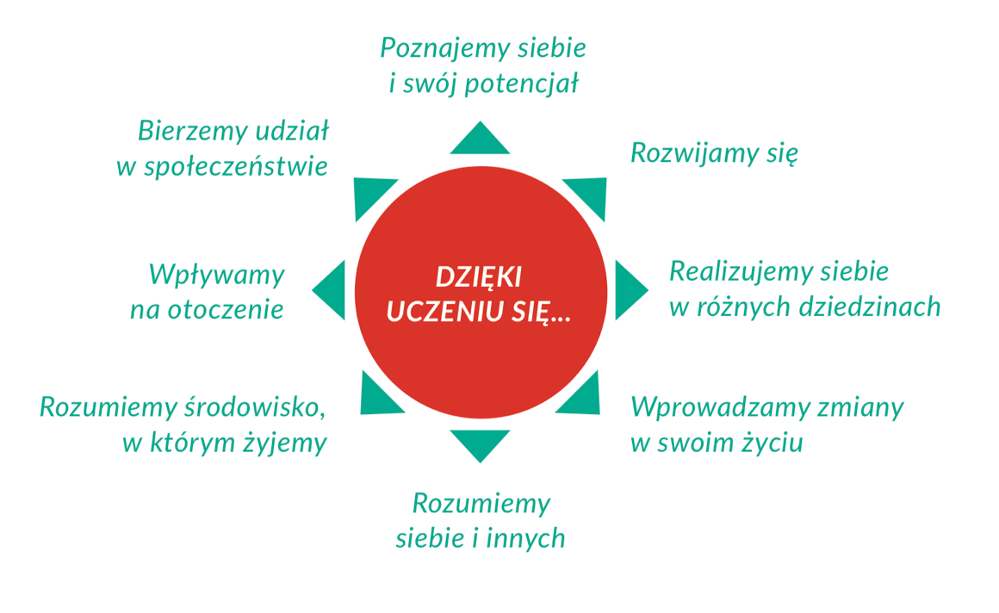 Poznajemy siebie
i swój potencjał
Rozwijamy się
Realizujemy siebie
w różnych dziedzinach
Wprowadzamy zmiany
w swoim życiu
Rozumiemy
siebie i innych
Rozumiemy środowisko,
w którym żyjemy
Wpływamy
na otoczenie
Bierzemy udział
w społeczeństwie
DZIĘKI
UCZENIU SIĘ...